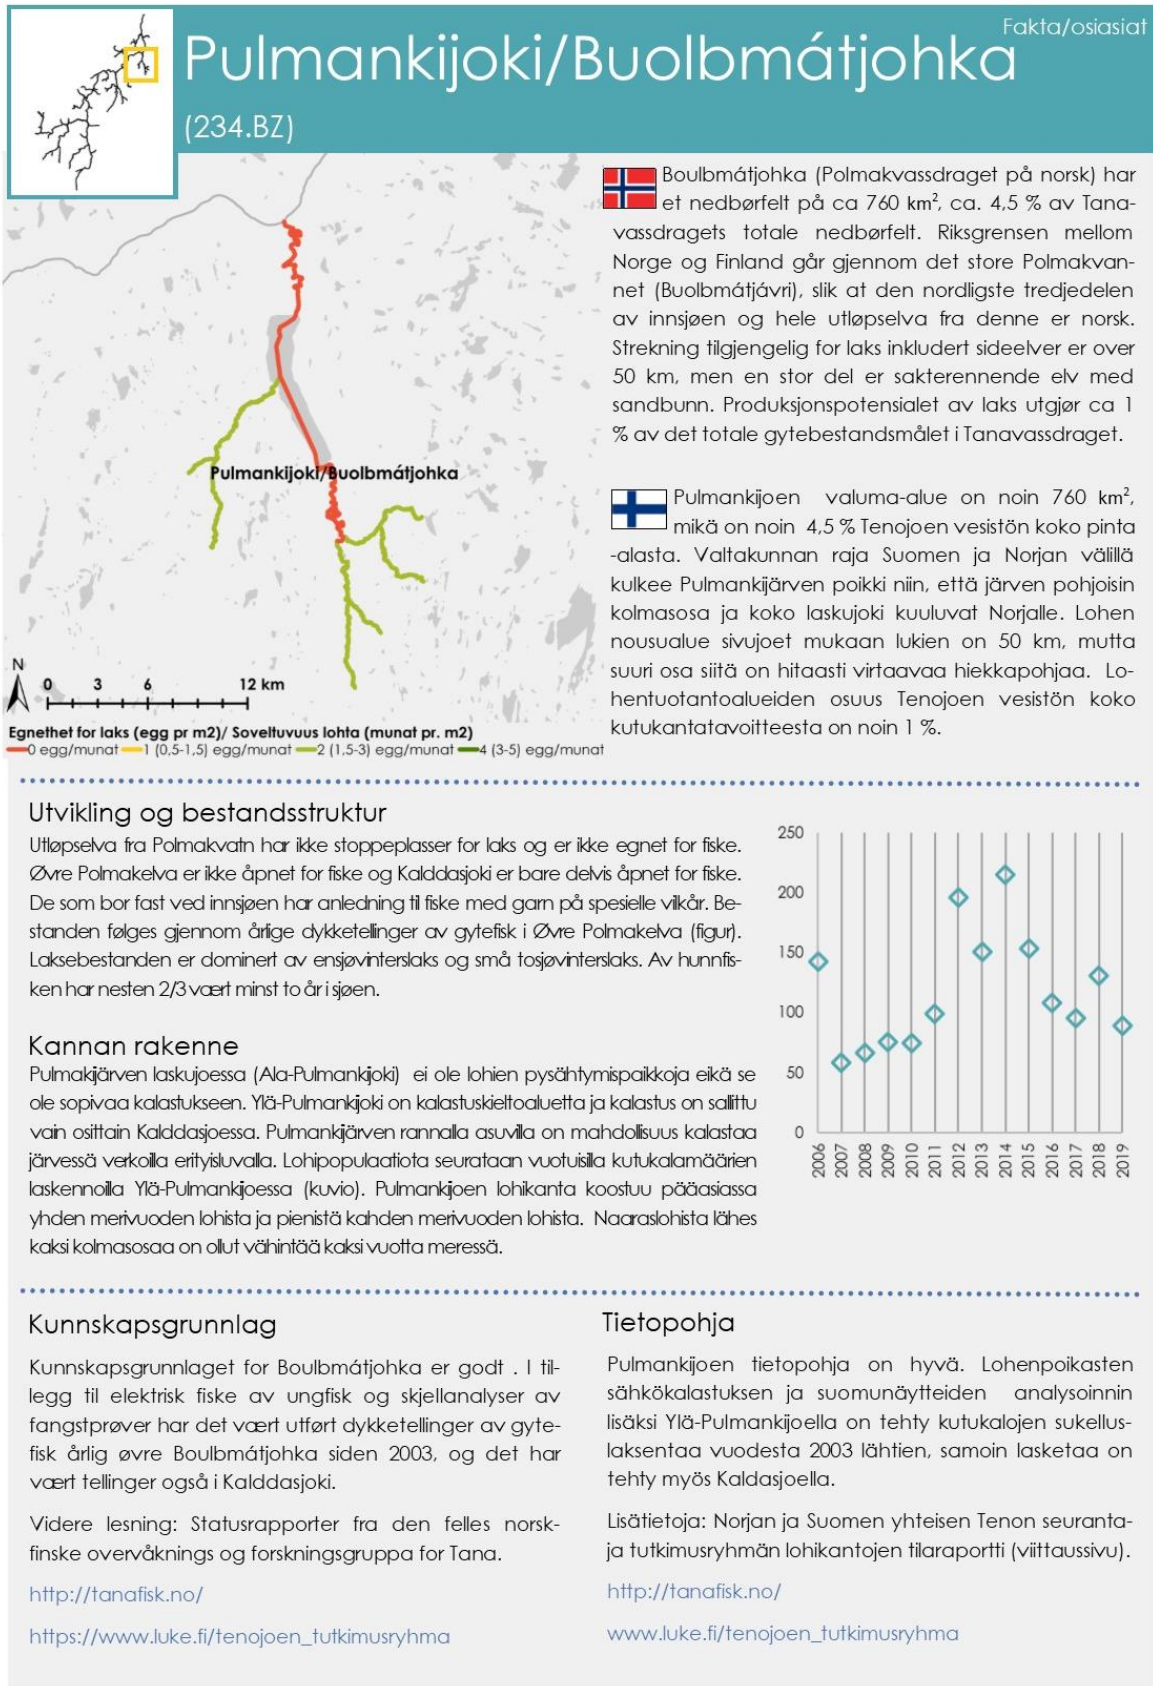 Fakta/osiasiat
Pulmankijoki/Buolbmátjohka
(234.BZ)
Boulbmátjohka (Polmakvassdraget på norsk) har
et nedbørfelt på ca 760 km², ca. 4,5 % av Tana-
vassdragets totale nedbørfelt. Riksgrensen mellom
Norge og Finland går gjennom det store Polmakvan-
net (Buolbmátjávri), slik at den nordligste tredjedelen
av innsjøen og hele utløpselva fra denne er norsk.
Strekning tilgjengelig for laks inkludert sideelver er over
50 km, men en stor del er sakterennende elv med
sandbunn. Produksjonspotensialet av laks utgjør ca 1
% av det totale gytebestandsmålet i Tanavassdraget.
Pulmankijoen valuma-alue on noin 760 km²,
mikä on noin 4,5 % Tenojoen vesistön koko pinta
-alasta. Valtakunnan raja Suomen ja Norjan välillä
kulkee Pulmankijärven poikki niin, että järven pohjoisin
kolmasosa ja koko laskujoki kuuluvat Norjalle. Lohen
nousualue sivujoet mukaan lukien on 50 km, mutta
suuri osa siitä on hitaasti virtaavaa hiekkapohjaa. Lo-
hentuotantoalueiden osuus Tenojoen vesistön koko
kutukantatavoitteesta on noin 1 %.
Pulmankijoki/Buolbmátjohka
N
0 3 6 12 km
Egnethet for laks (egg pr m2)/ Soveltuvuus lohta (munat pr. m2)
0 egg/munat 1 (0,5-1,5) egg/munat 2 (1,5-3) egg/munat 4 (3-5) egg/munat
Utvikling og bestandsstruktur
Utløpselva fra Polmakvatn har ikke stoppeplasser for laks og er ikke egnet for fiske.
Øvre Polmakelva er ikke åpnet for fiske og Kalddasjoki er bare delvis åpnet for fiske.
De som bor fast ved innsjøen har anledning til fiske med garn på spesielle vilkår. Be-
standen følges gjennom årlige dykketellinger av gytefisk i Øvre Polmakelva (figur).
Laksebestanden er dominert av ensjøvinterslaks og små tosjøvinterslaks. Av hunnfis-
ken har nesten 2/3 vært minst to år i sjøen.
Kannan rakenne
Pulmakijärven laskujoessa (Ala-Pulmankijoki) ei ole lohien pysähtymispaikkoja eikä se
ole sopivaa kalastukseen. Ylä-Pulmankijoki on kalastuskieltoaluetta ja kalastus on sallittu
vain osittain Kalddasjoessa. Pulmankijärven rannalla asuvilla on mahdollisuus kalastaa
järvessä verkoilla erityisluvalla. Lohipopulaatiota seurataan vuotuisilla kutukalamäärien
laskennoilla Ylä-Pulmankijoessa (kuvio). Pulmankijoen lohikanta koostuu pääasiassa
yhden merivuoden lohista ja pienistä kahden merivuoden lohista. Naaraslohista lähes
kaksi kolmasosaa on ollut vähintää kaksi vuotta meressä.
250
200
150
100
50
0
2006 2007 2008 2009 2010 2011 2012 2013 2014 2015 2016 2017 2018 2019
Kunnskapsgrunnlag
Kunnskapsgrunnlaget for Boulbmátjohka er godt . I til-
legg til elektrisk fiske av ungfisk og skjellanalyser av
fangstprøver har det vært utført dykketellinger av gyte-
fisk årlig øvre Boulbmátjohka siden 2003, og det har
vært tellinger også i Kalddasjoki.
Videre lesning: Statusrapporter fra den felles norsk-
finske overvåknings og forskningsgruppa for Tana.
http://tanafisk.no/
https://www.luke.fi/tenojoen_tutkimusryhma
Tietopohja
Pulmankijoen tietopohja on hyvä. Lohenpoikasten
sähkökalastuksen ja suomunäytteiden analysoinnin
lisäksi Ylä-Pulmankijoella on tehty kutukalojen sukellus-
laksentaa vuodesta 2003 lähtien, samoin lasketaa on
tehty myös Kaldasjoella.
Lisätietoja: Norjan ja Suomen yhteisen Tenon seuranta-
ja tutkimusryhmän lohikantojen tilaraportti (viittaussivu).
http://tanafisk.no/
www.luke.fi/tenojoen_tutkimusryhma